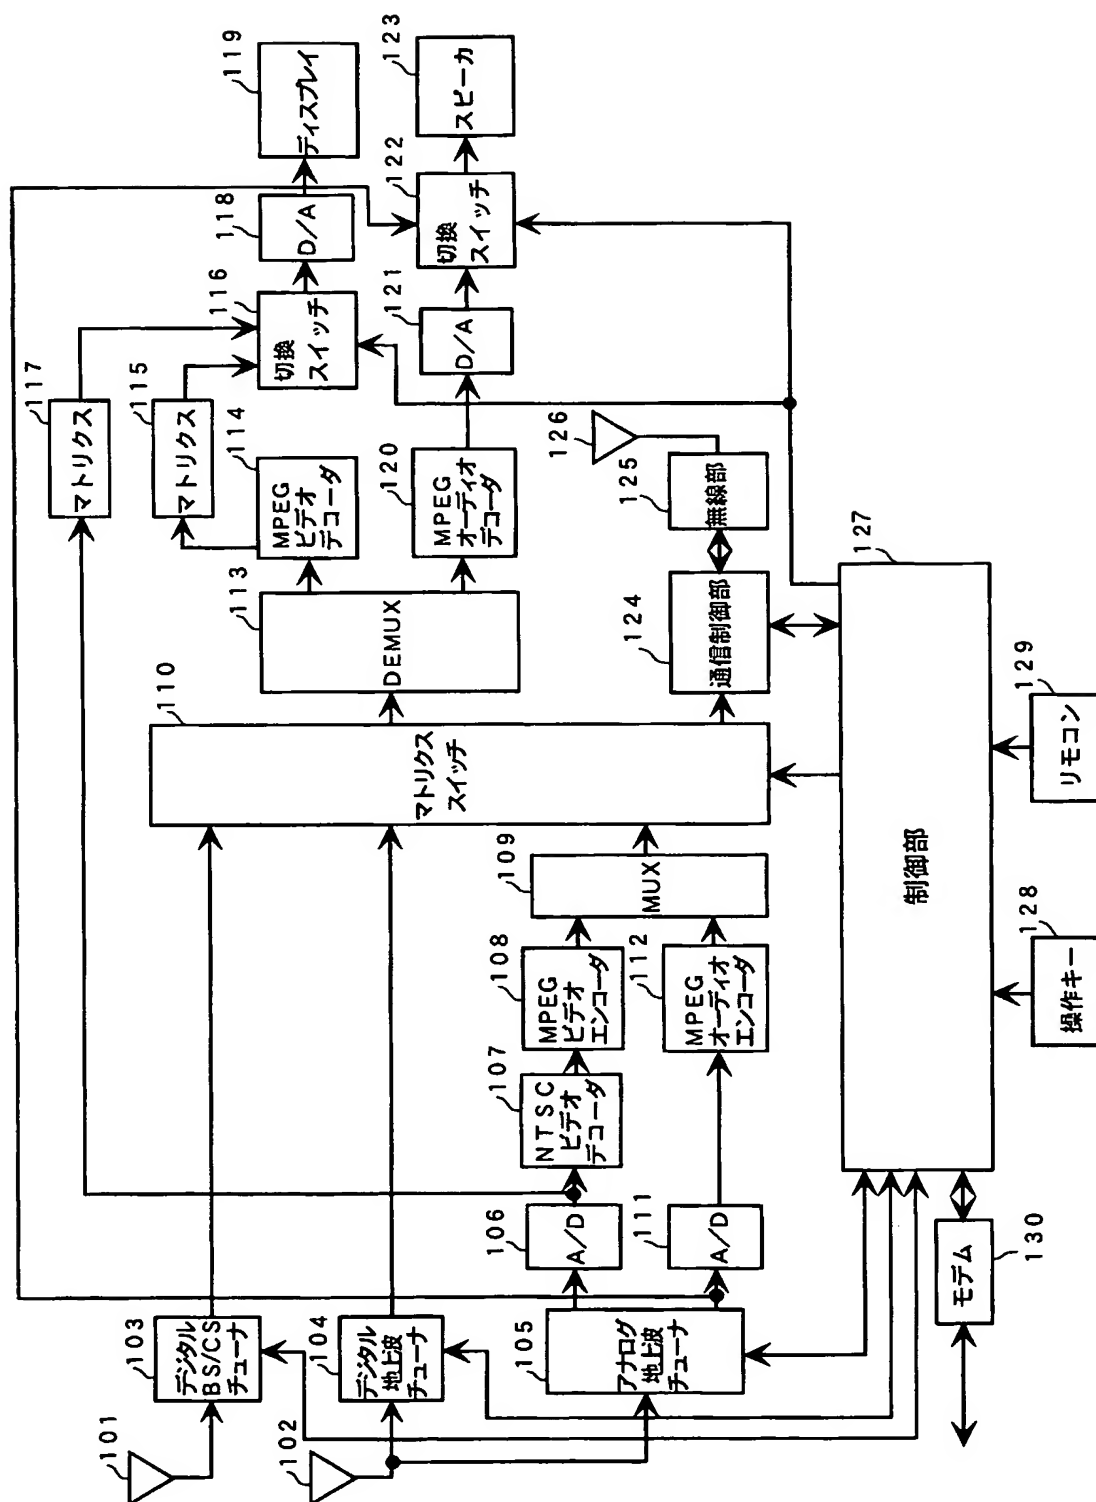 101
102
103
デジタル
BS/CS
チューナ
104
デジタル
地上波
チューナ
105
アナログ
地上波
チューナ
106
A/D
107
NTSC
ビデオ
デコーダ
108
MPEG
ビデオ
エンコーダ
109
MUX
110
マトリクス
スイッチ
111
A/D
112
MPEG
オーディオ
エンコーダ
113
DEMUX
114
MPEG
ビデオ
デコーダ
115
マトリクス
116
切換
スイッチ
117
マトリクス
118
D/A
119
ディスプレイ
120
MPEG
オーディオ
デコーダ
121
D/A
122
切換
スイッチ
123
スピーカ
124
通信制御部
125
無線部
126
127
制御部
128
操作キー
129
リモコン
130
モデム